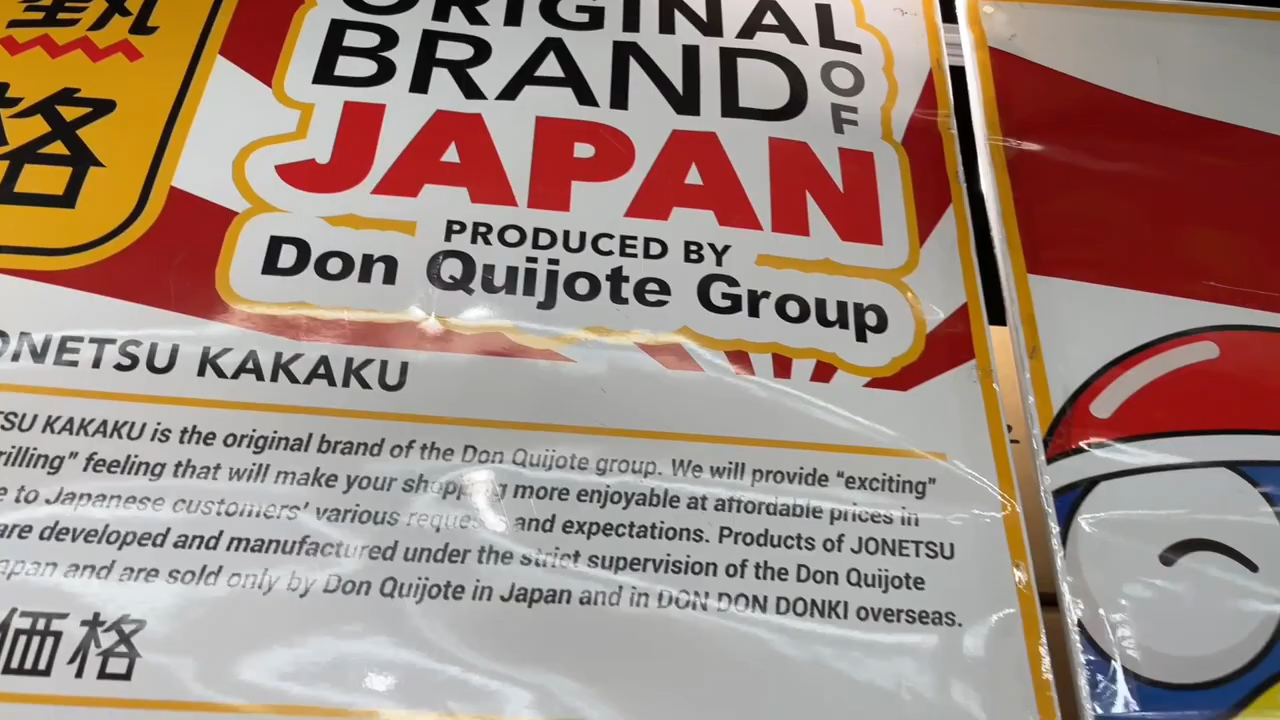 熱
格
ORIGINAL
BRAND OF
JAPAN
PRODUCED BY
Don Quijote Group
ONETSU KAKAKU
TSU KAKAKU is the original brand of the Don Quijote group. We will provide “exciting”
rilling” feeling that will make your shopping more enjoyable at affordable prices in
e to Japanese customers’ various requests and expectations. Products of JONETSU
are developed and manufactured under the strict supervision of the Don Quijote
apan and are sold only by Don Quijote in Japan and in DON DON DONKI overseas.
価格